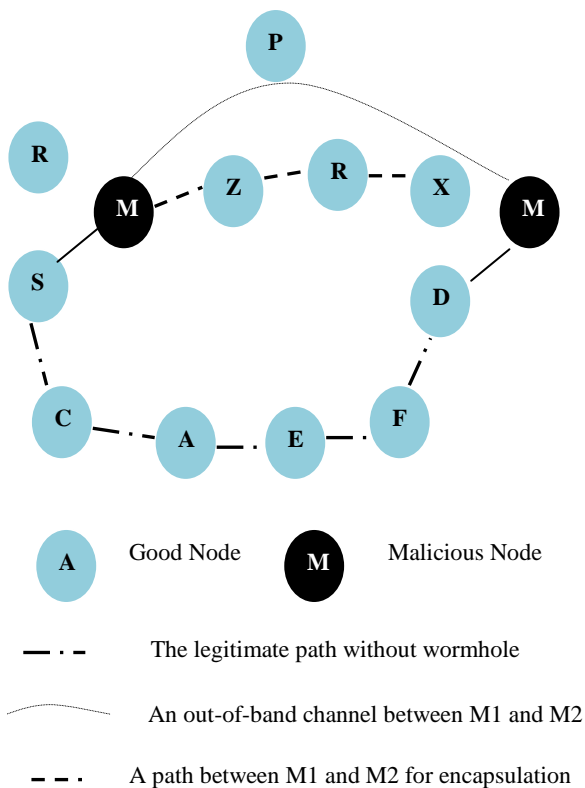 P
R
M
Z
R
X
M
S
D
C
A
E
F
A Good Node M Malicious Node
The legitimate path without wormhole
An out-of-band channel between M1 and M2
A path between M1 and M2 for encapsulation